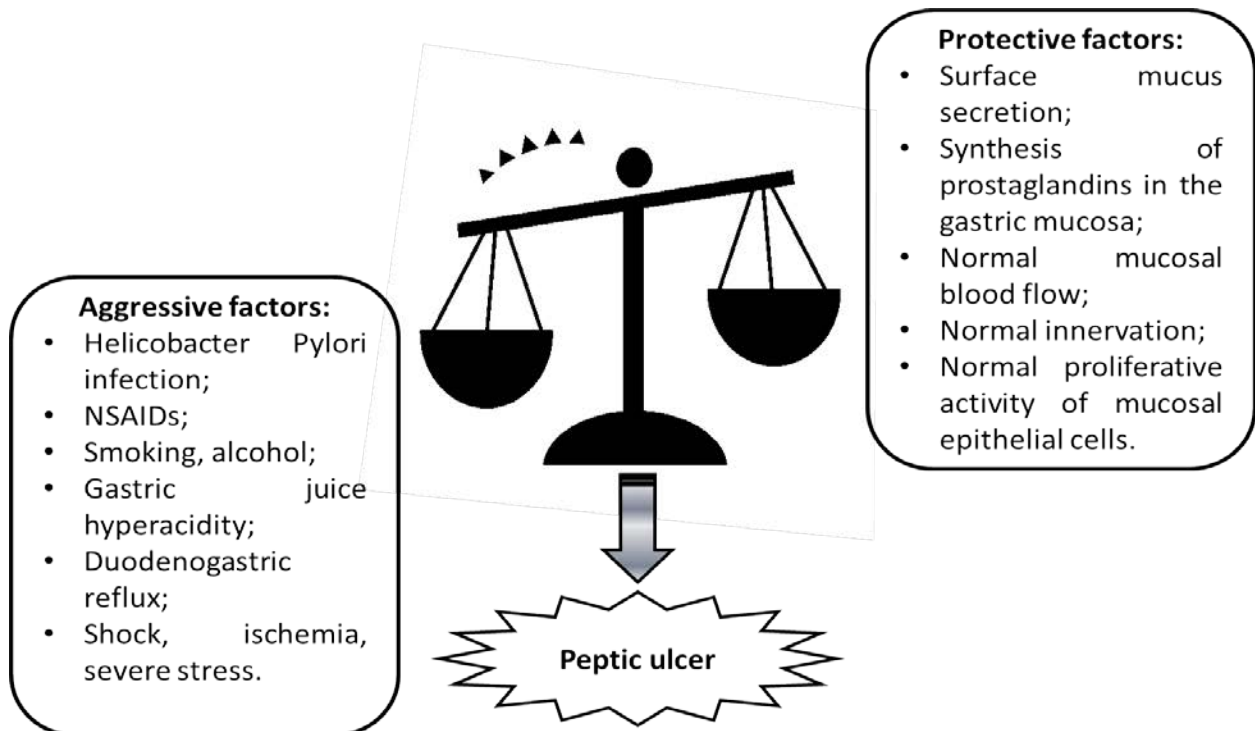 Protective factors:
• Surface mucus
secretion;
• Synthesis of
prostaglandins in the
gastric mucosa;
• Normal mucosal
blood flow;
• Normal innervation;
• Normal proliferative
activity of mucosal
epithelial cells.
Aggressive factors:
• Helicobacter Pylori
infection;
• NSAIDs;
• Smoking, alcohol;
• Gastric juice
hyperacidity;
• Duodenogastric
reflux;
• Shock, ischemia,
severe stress.
Peptic ulcer